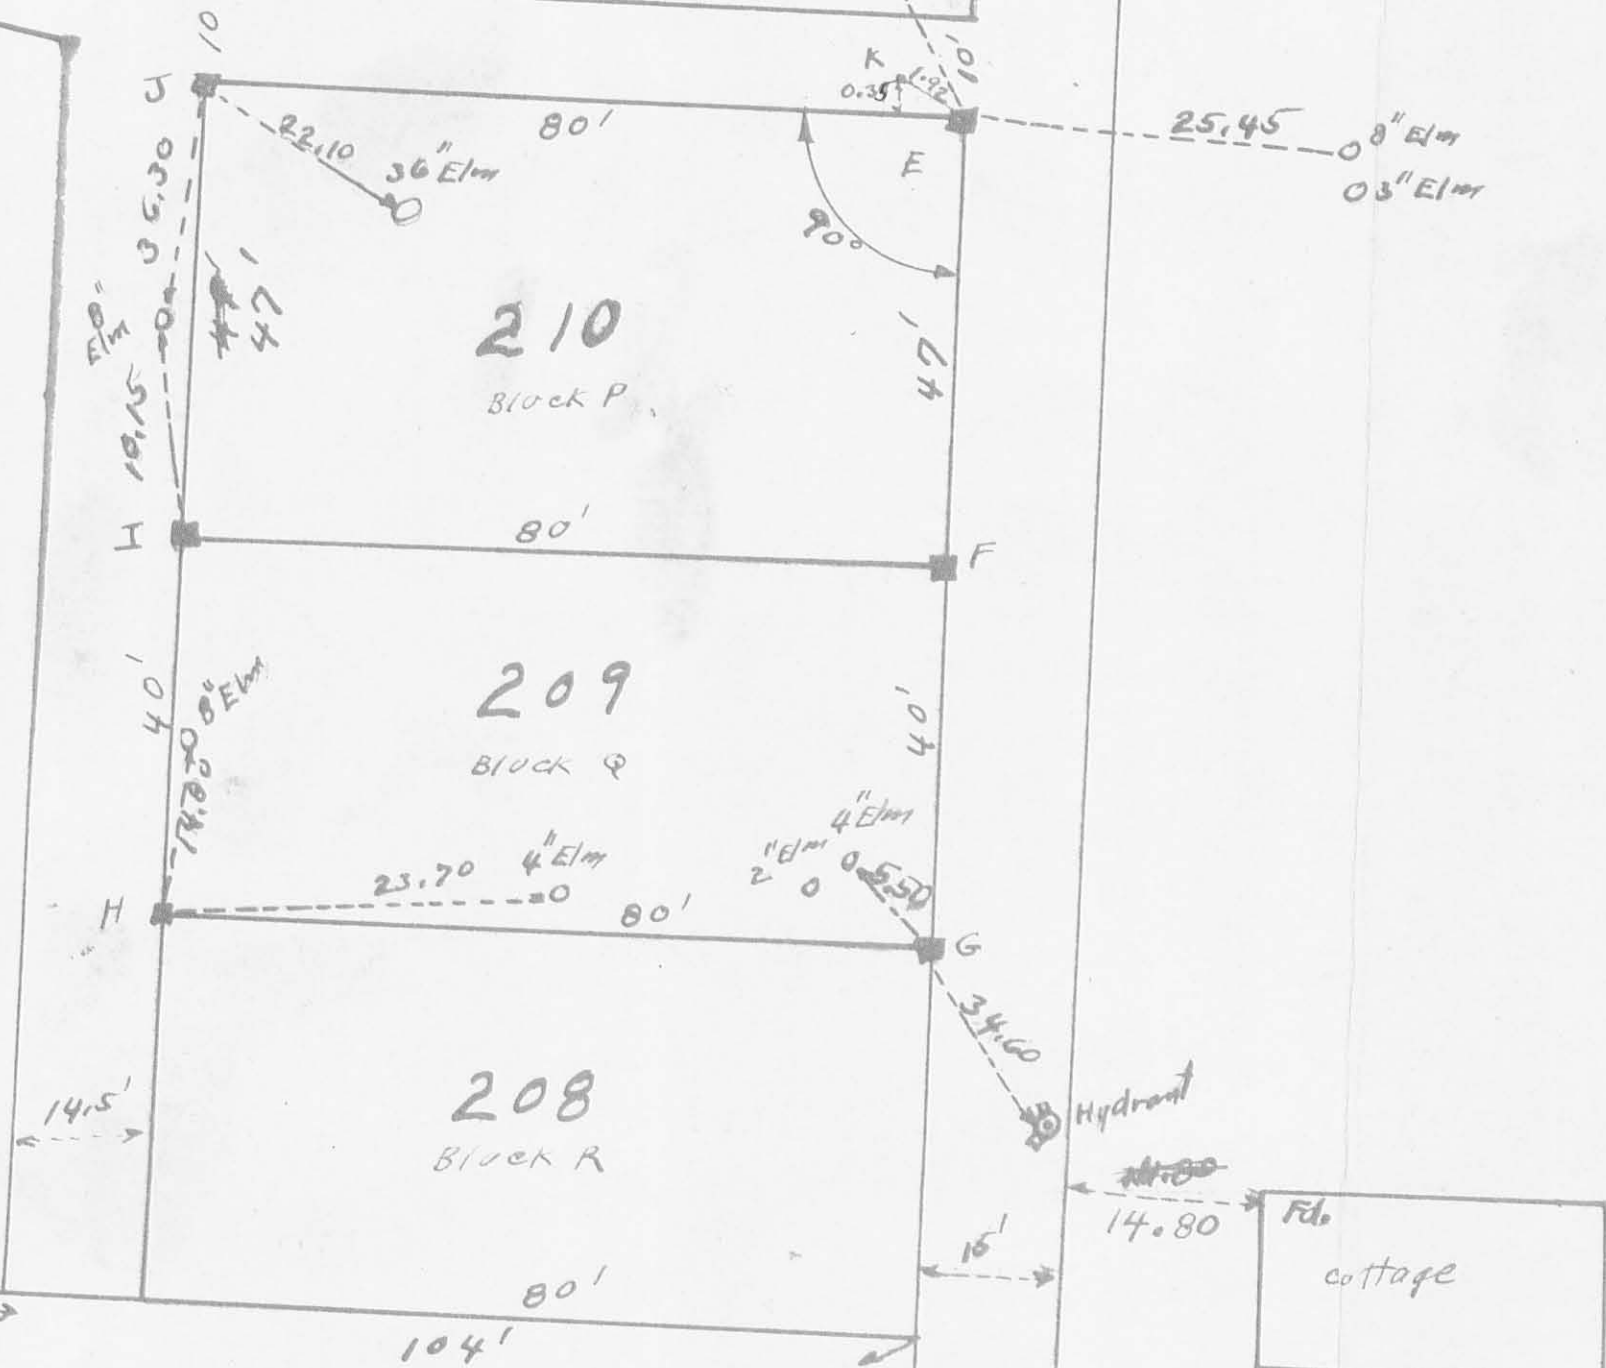 10
J
K
10'
0.35
1.92
22.10
36" Elm
80'
E
25.45
8" Elm
3" Elm
90°
36.30
8" Elm
10.15
47'
47'
210
Block P
I
80'
F
40'
8" Elm
14.80
209
Block Q
40'
4" Elm
2" Elm
5.50
23.70
4" Elm
H
80'
G
34.60
Hydrant
208
Block R
14.5'
14.80
15'
Fd.
cottage
80'
104'